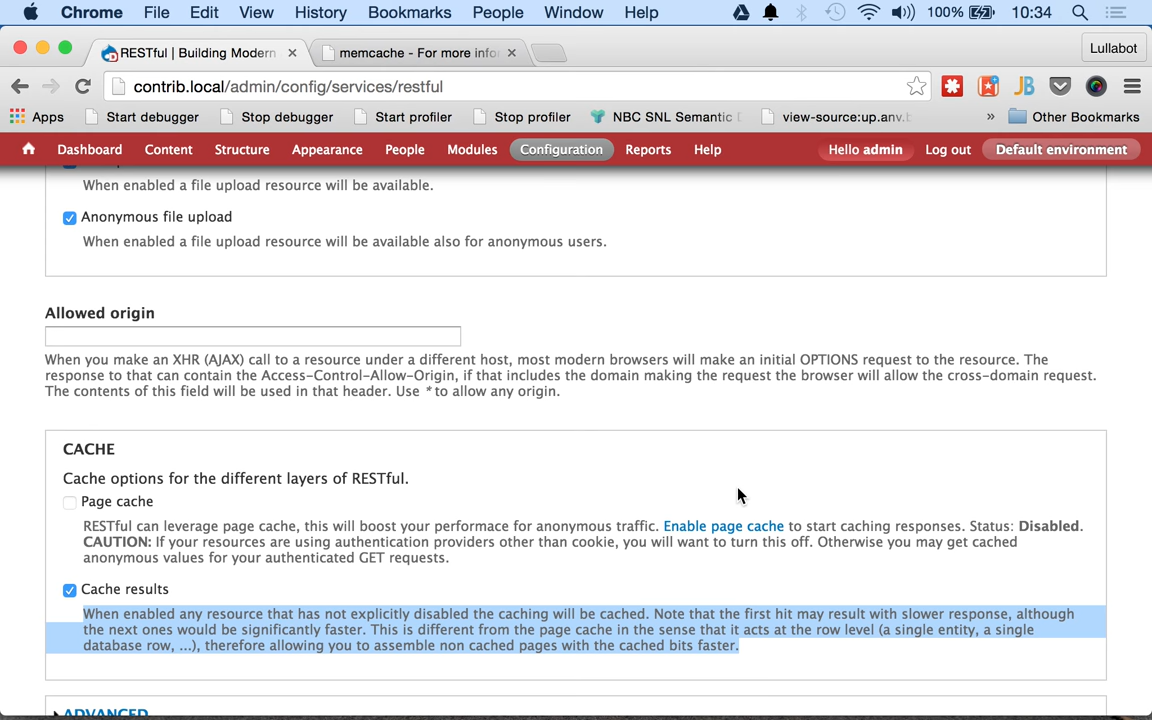 Chrome File Edit View History Bookmarks People Window Help 100% 10:34
RESTful | Building Modern memcache - For more info Lullabot
contrib.local/admin/config/services/restful JB
Apps Start debugger Stop debugger Start profiler Stop profiler NBC SNL Semantic view-source:up.anv. » Other Bookmarks
Dashboard Content Structure Appearance People Modules Configuration Reports Help Hello admin Log out Default environment
When enabled a file upload resource will be available.
Anonymous file upload
When enabled a file upload resource will be available also for anonymous users.
Allowed origin
When you make an XHR (AJAX) call to a resource under a different host, most modern browsers will make an initial OPTIONS request to the resource. The
response to that can contain the Access-Control-Allow-Origin, if that includes the domain making the request the browser will allow the cross-domain request.
The contents of this field will be used in that header. Use * to allow any origin.
CACHE
Cache options for the different layers of RESTful.
Page cache
RESTful can leverage page cache, this will boost your performace for anonymous traffic. Enable page cache to start caching responses. Status: Disabled.
CAUTION: If your resources are using authentication providers other than cookie, you will want to turn this off. Otherwise you may get cached
anonymous values for your authenticated GET requests.
Cache results
When enabled any resource that has not explicitly disabled the caching will be cached. Note that the first hit may result with slower response, although
the next ones would be significantly faster. This is different from the page cache in the sense that it acts at the row level (a single entity, a single
database row, ...), therefore allowing you to assemble non cached pages with the cached bits faster.
ADVANCED